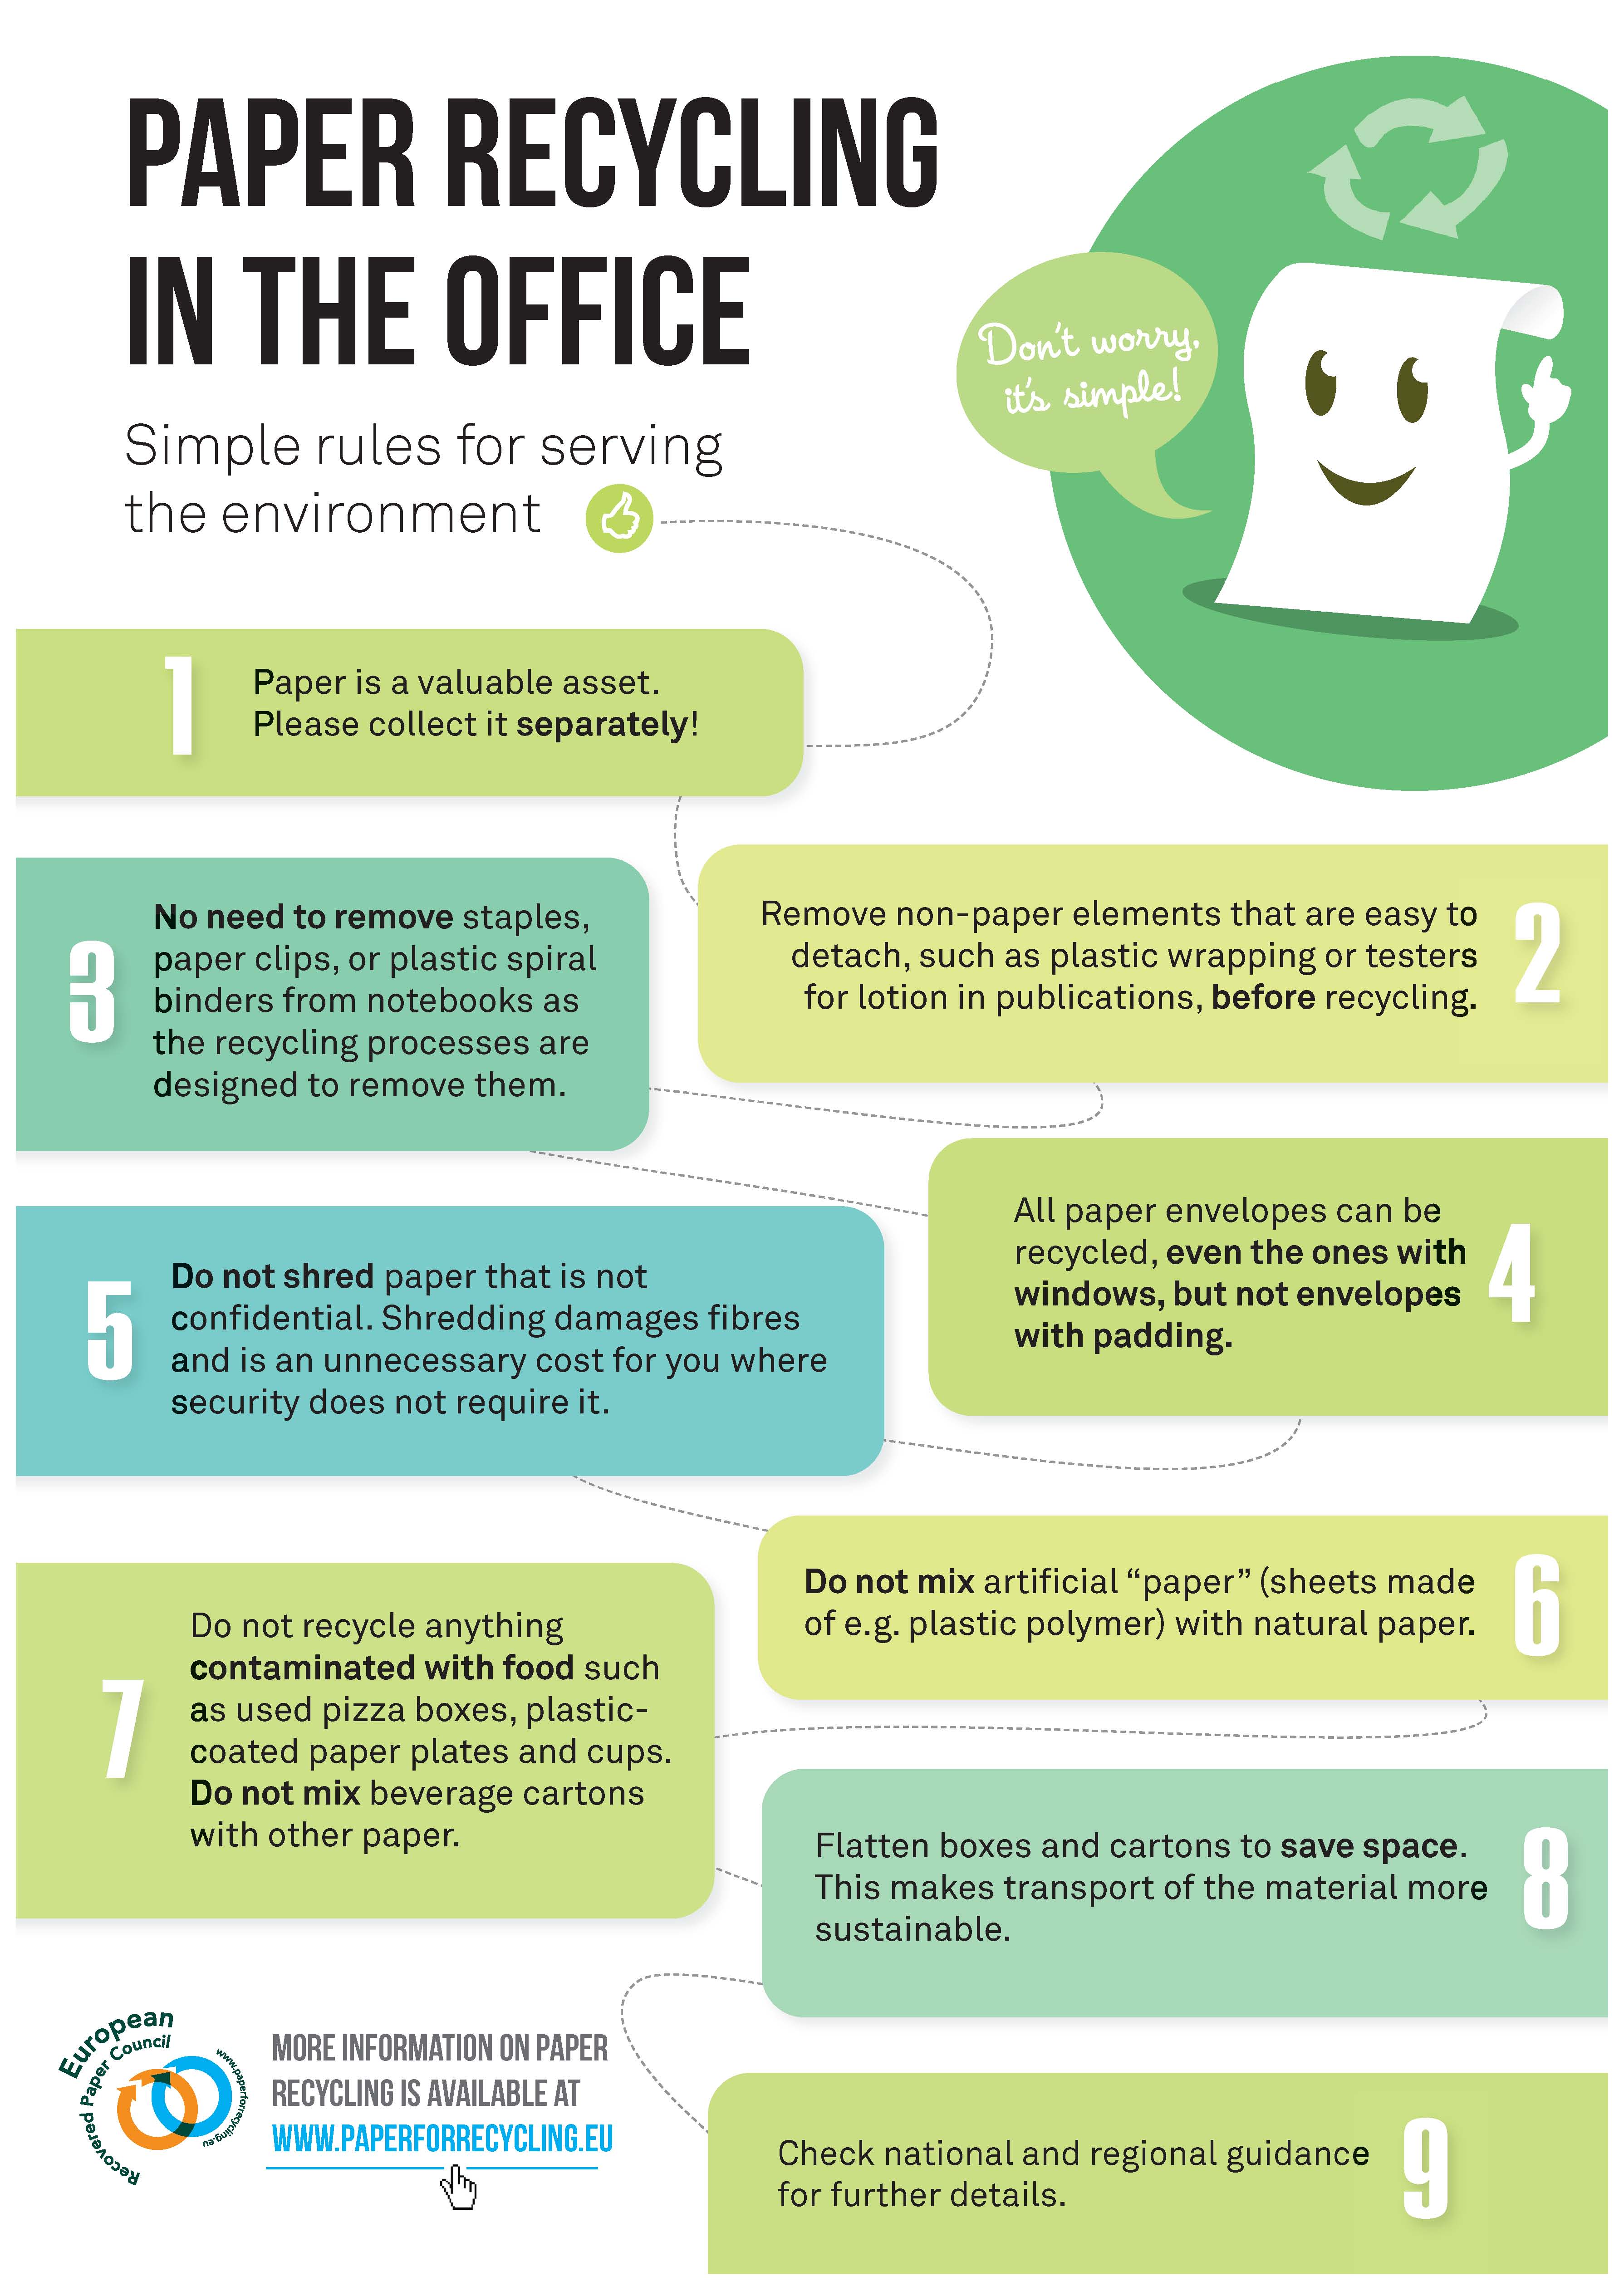 PAPER RECYCLING
IN THE OFFICE
Simple rules for serving
the environment
Don't worry,
it's simple!
1
Paper is a valuable asset.
Please collect it separately!
2
Remove non-paper elements that are easy to
detach, such as plastic wrapping or testers
for lotion in publications, before recycling.
3
No need to remove staples,
paper clips, or plastic spiral
binders from notebooks as
the recycling processes are
designed to remove them.
4
All paper envelopes can be
recycled, even the ones with
windows, but not envelopes
with padding.
5
Do not shred paper that is not
confidential. Shredding damages fibres
and is an unnecessary cost for you where
security does not require it.
6
Do not mix artificial “paper” (sheets made
of e.g. plastic polymer) with natural paper.
7
Do not recycle anything
contaminated with food such
as used pizza boxes, plastic-
coated paper plates and cups.
Do not mix beverage cartons
with other paper.
8
Flatten boxes and cartons to save space.
This makes transport of the material more
sustainable.
9
Check national and regional guidance
for further details.
European
Recovered Paper Council
www.paperforrecycling.eu
MORE INFORMATION ON PAPER
RECYCLING IS AVAILABLE AT
WWW.PAPERFORRECYCLING.EU